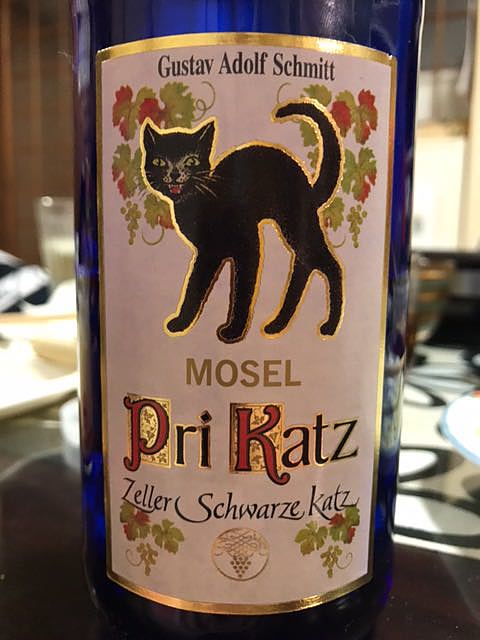 Gustav Adolf Schmitt
MOSEL
Pri Katz
Zeller Schwarze Katz